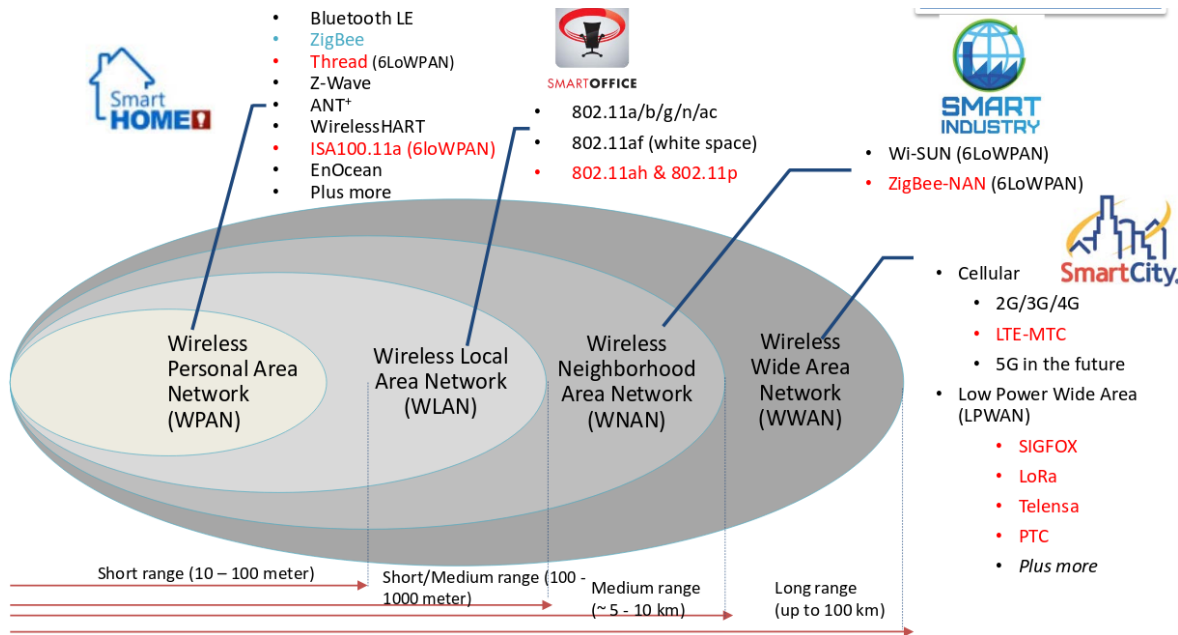 • Bluetooth LE
• ZigBee
• Thread (6LoWPAN)
• Z-Wave
• ANT⁺
• WirelessHART
• ISA100.11a (6loWPAN)
• EnOcean
• Plus more
Smart
HOME
SMARTOFFICE
• 802.11a/b/g/n/ac
• 802.11af (white space)
• 802.11ah & 802.11p
SMART
INDUSTRY
• Wi-SUN (6LoWPAN)
• ZigBee-NAN (6LoWPAN)
SmartCity.
• Cellular
• 2G/3G/4G
• LTE-MTC
• 5G in the future
• Low Power Wide Area
(LPWAN)
• SIGFOX
• LoRa
• Telensa
• PTC
• Plus more
Wireless
Personal Area
Network
(WPAN)
Wireless Local
Area Network
(WLAN)
Wireless
Neighborhood
Area Network
(WNAN)
Wireless
Wide Area
Network
(WWAN)
Short range (10 – 100 meter)
Short/Medium range (100 -
1000 meter)
Medium range
(~ 5 - 10 km)
Long range
(up to 100 km)